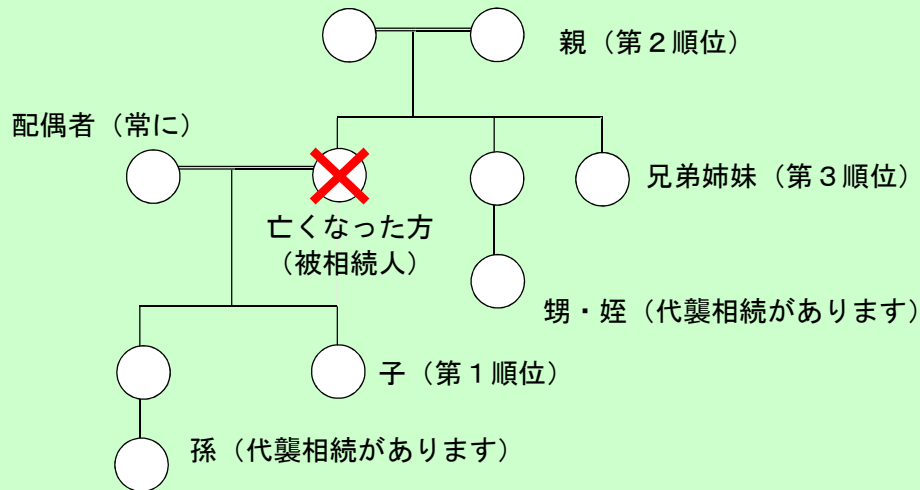 親（第２順位）
配偶者（常に）
兄弟姉妹（第３順位）
亡くなった方
（被相続人）
甥・姪（代襲相続があります）
子（第１順位）
孫（代襲相続があります）